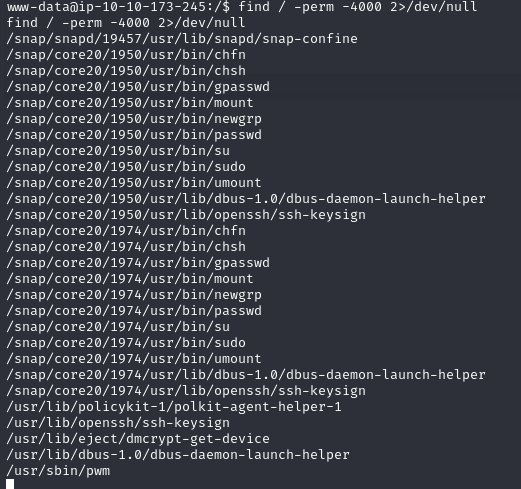 www-data@ip-10-10-173-245:/$ find / -perm -4000 2>/dev/null
find / -perm -4000 2>/dev/null
/snap/snapd/19457/usr/lib/snapd/snap-confine
/snap/core20/1950/usr/bin/chfn
/snap/core20/1950/usr/bin/chsh
/snap/core20/1950/usr/bin/gpasswd
/snap/core20/1950/usr/bin/mount
/snap/core20/1950/usr/bin/newgrp
/snap/core20/1950/usr/bin/passwd
/snap/core20/1950/usr/bin/su
/snap/core20/1950/usr/bin/sudo
/snap/core20/1950/usr/bin/umount
/snap/core20/1950/usr/lib/dbus-1.0/dbus-daemon-launch-helper
/snap/core20/1950/usr/lib/openssh/ssh-keysign
/snap/core20/1974/usr/bin/chfn
/snap/core20/1974/usr/bin/chsh
/snap/core20/1974/usr/bin/gpasswd
/snap/core20/1974/usr/bin/mount
/snap/core20/1974/usr/bin/newgrp
/snap/core20/1974/usr/bin/passwd
/snap/core20/1974/usr/bin/su
/snap/core20/1974/usr/bin/sudo
/snap/core20/1974/usr/bin/umount
/snap/core20/1974/usr/lib/dbus-1.0/dbus-daemon-launch-helper
/snap/core20/1974/usr/lib/openssh/ssh-keysign
/usr/lib/policykit-1/polkit-agent-helper-1
/usr/lib/openssh/ssh-keysign
/usr/lib/eject/dmcrypt-get-device
/usr/lib/dbus-1.0/dbus-daemon-launch-helper
/usr/sbin/pwm